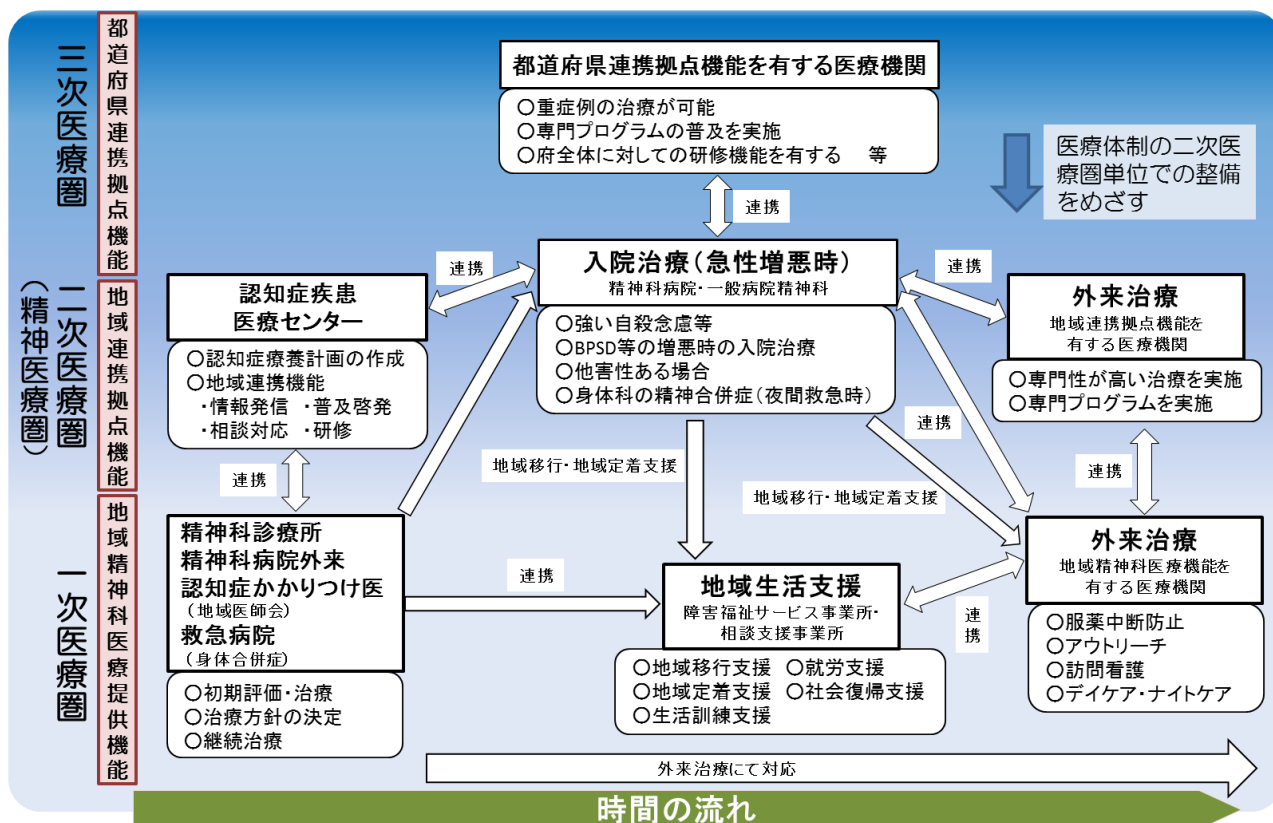 三次医療圏
都道府県連携拠点機能
都道府県連携拠点機能を有する医療機関
○重症例の治療が可能
○専門プログラムの普及を実施
○府全体に対しての研修機能を有する 等
医療体制の二次医
療圏単位での整備
をめざす
連携
二次医療圏
(精神医療圏)
地域連携拠点機能
認知症疾患
医療センター
○認知症療養計画の作成
○地域連携機能
・情報発信 ・普及啓発
・相談対応 ・研修
連携
入院治療(急性増悪時)
精神科病院・一般病院精神科
○強い自殺念慮等
○BPSD等の増悪時の入院治療
○他害性ある場合
○身体科の精神合併症(夜間救急時)
連携
外来治療
地域連携拠点機能を
有する医療機関
○専門性が高い治療を実施
○専門プログラムを実施
連携
連携
連携
地域移行・地域定着支援
地域移行・地域定着支援
一次医療圏
地域精神科医療提供機能
精神科診療所
精神科病院外来
認知症かかりつけ医
(地域医師会)
救急病院
(身体合併症)
○初期評価・治療
○治療方針の決定
○継続治療
連携
地域生活支援
障害福祉サービス事業所・
相談支援事業所
○地域移行支援 ○就労支援
○地域定着支援 ○社会復帰支援
○生活訓練支援
連携
外来治療
地域精神科医療機能を
有する医療機関
○服薬中断防止
○アウトリーチ
○訪問看護
○デイケア・ナイトケア
外来治療にて対応
時間の流れ